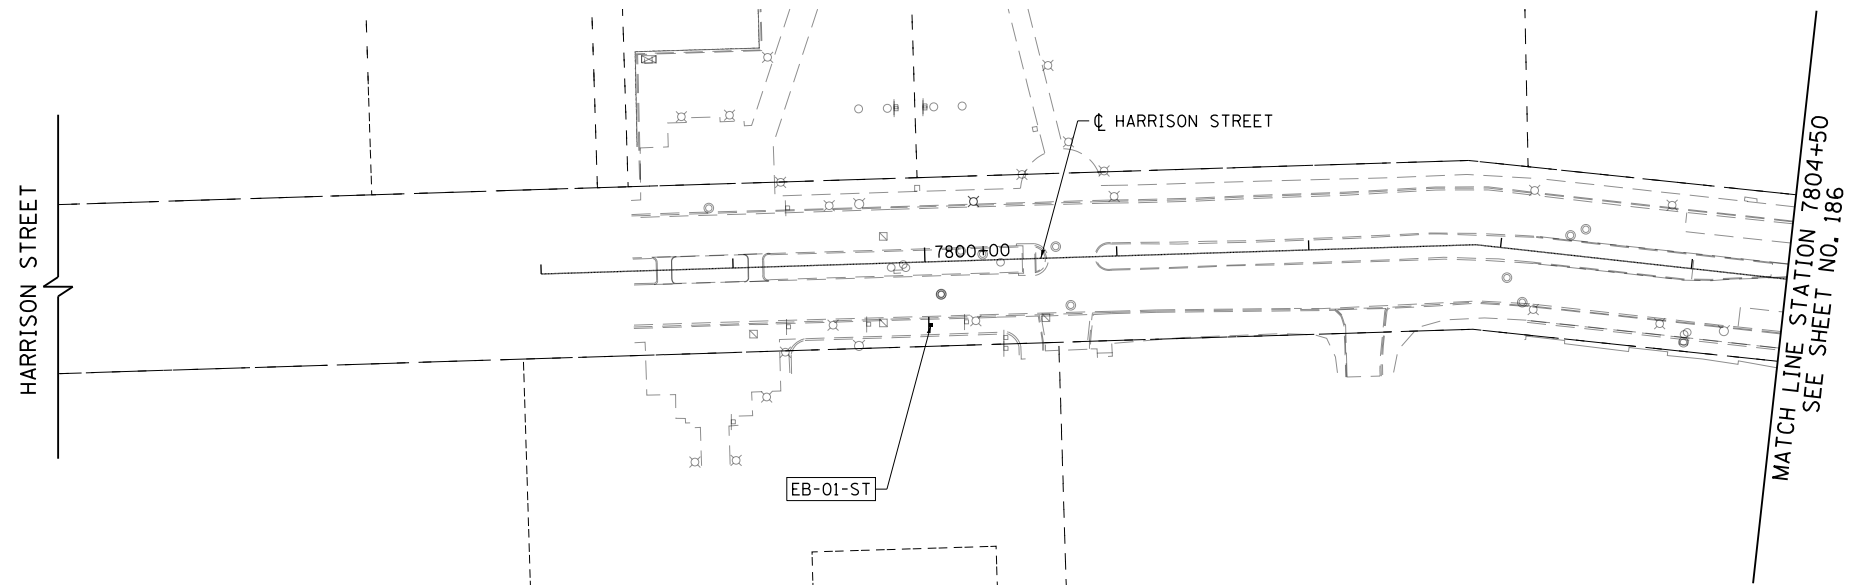 HARRISON STREET
℄ HARRISON STREET
7800+00
EB-01-ST
MATCH LINE STATION 7804+50
SEE SHEET NO. 186